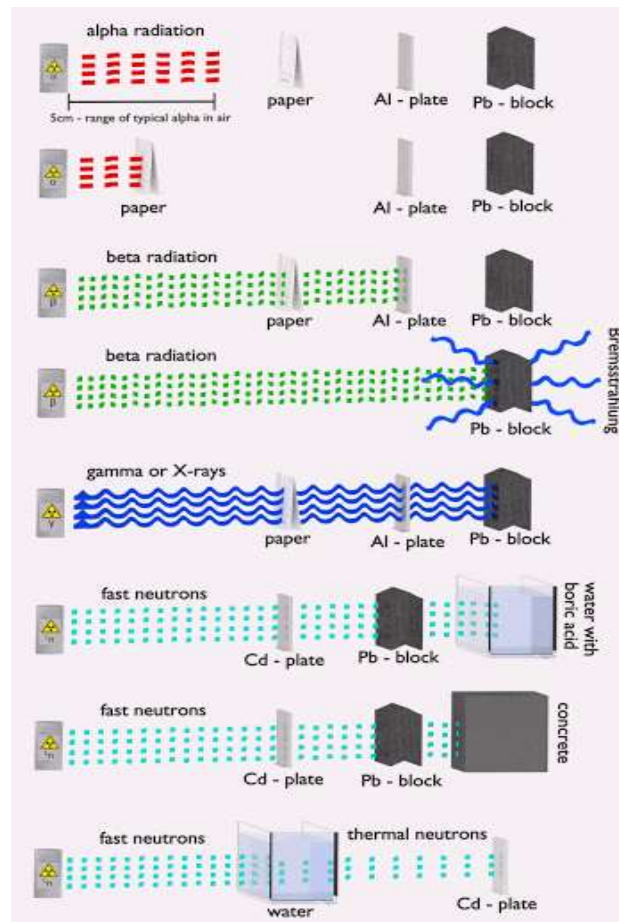 alpha radiation
paper
Al - plate
Pb - block
5cm - range of typical alpha in air
α
paper
Al - plate
Pb - block
beta radiation
β
paper
Al - plate
Pb - block
beta radiation
β
Pb - block
Bremsstrahlung
gamma or X-rays
γ
paper
Al - plate
Pb - block
fast neutrons
¹n
Cd - plate
Pb - block
water with
boric acid
fast neutrons
¹n
Cd - plate
Pb - block
concrete
fast neutrons
thermal neutrons
¹n
water
Cd - plate